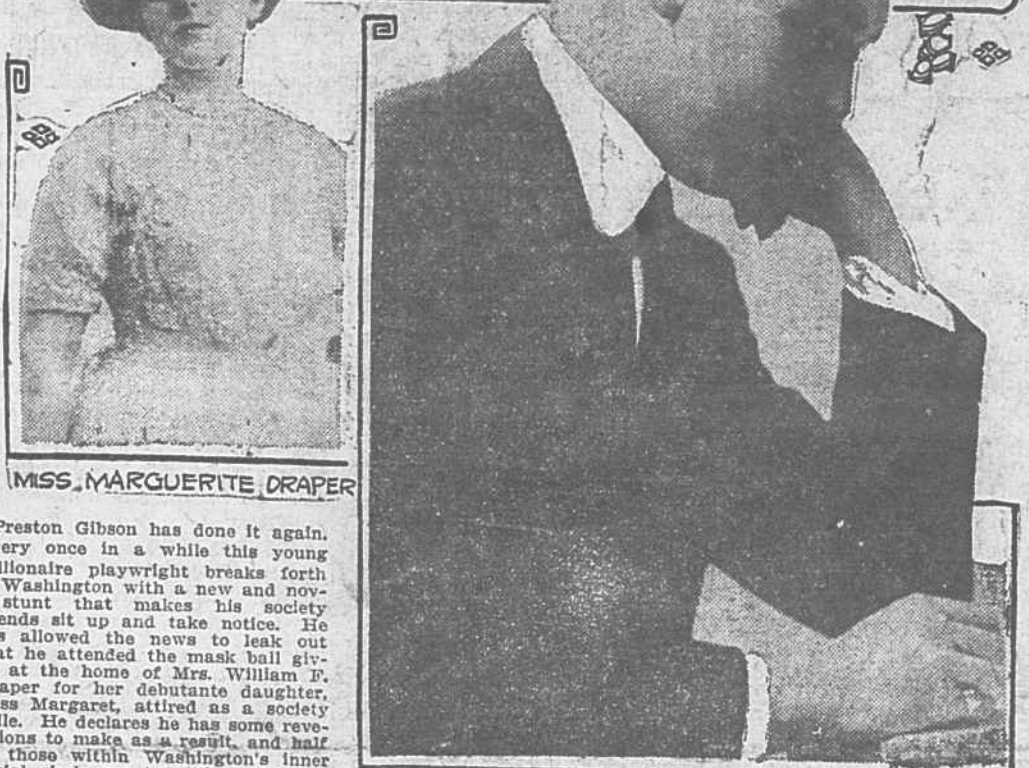 MISS. MARGUERITE DRAPER
Preston Gibson has done it again.
ery once in a while this young
llionaire playwright breaks forth
Washington with a new and nov-
stunt that makes his society
ends sit up and take notice. He
s allowed the news to leak out
at he attended the mask ball giv-
at the home of Mrs. William F.
aper for her debutante daughter,
ss Margaret, attired as a society
lle. He declares he has some reve-
ions to make as a result, and half
those within Washington's inner